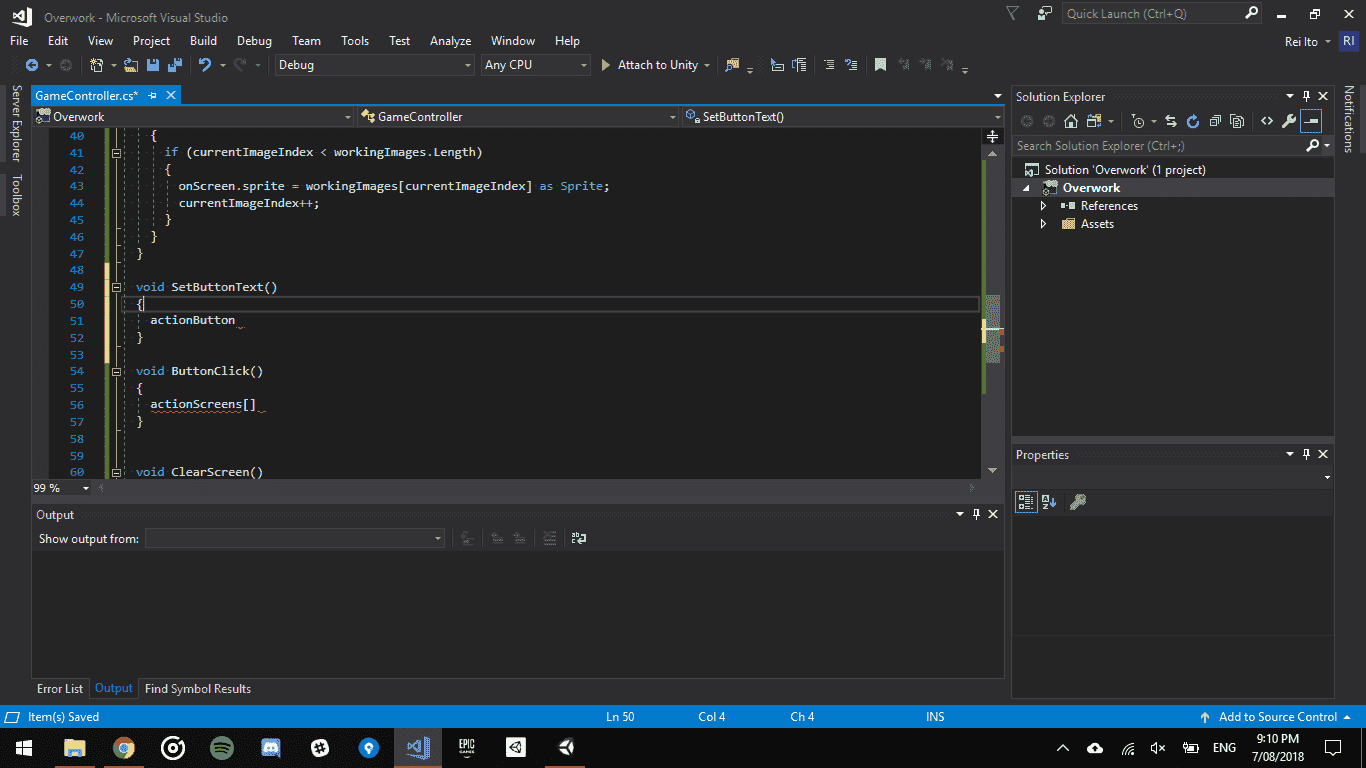 Overwork - Microsoft Visual Studio
Quick Launch (Ctrl+Q)
File Edit View Project Build Debug Team Tools Test Analyze Window Help
Rei Ito RI
Debug Any CPU Attach to Unity
Server Explorer
Toolbox
GameController.cs*
Overwork GameController SetButtonText()
40 {
41 if (currentImageIndex < workingImages.Length)
42 {
43 onScreen.sprite = workingImages[currentImageIndex] as Sprite;
44 currentImageIndex++;
45 }
46 }
47 }
48
49 void SetButtonText()
50 {
51 actionButton
52 }
53
54 void ButtonClick()
55 {
56 actionScreens[]
57 }
58
59
60 void ClearScreen()
99 %
Output
Show output from:
Error List Output Find Symbol Results
Solution Explorer
Search Solution Explorer (Ctrl+;)
Solution 'Overwork' (1 project)
Overwork
References
Assets
Properties
Notifications
Item(s) Saved Ln 50 Col 4 Ch 4 INS Add to Source Control
EPIC GAMES
ENG
9:10 PM
7/08/2018